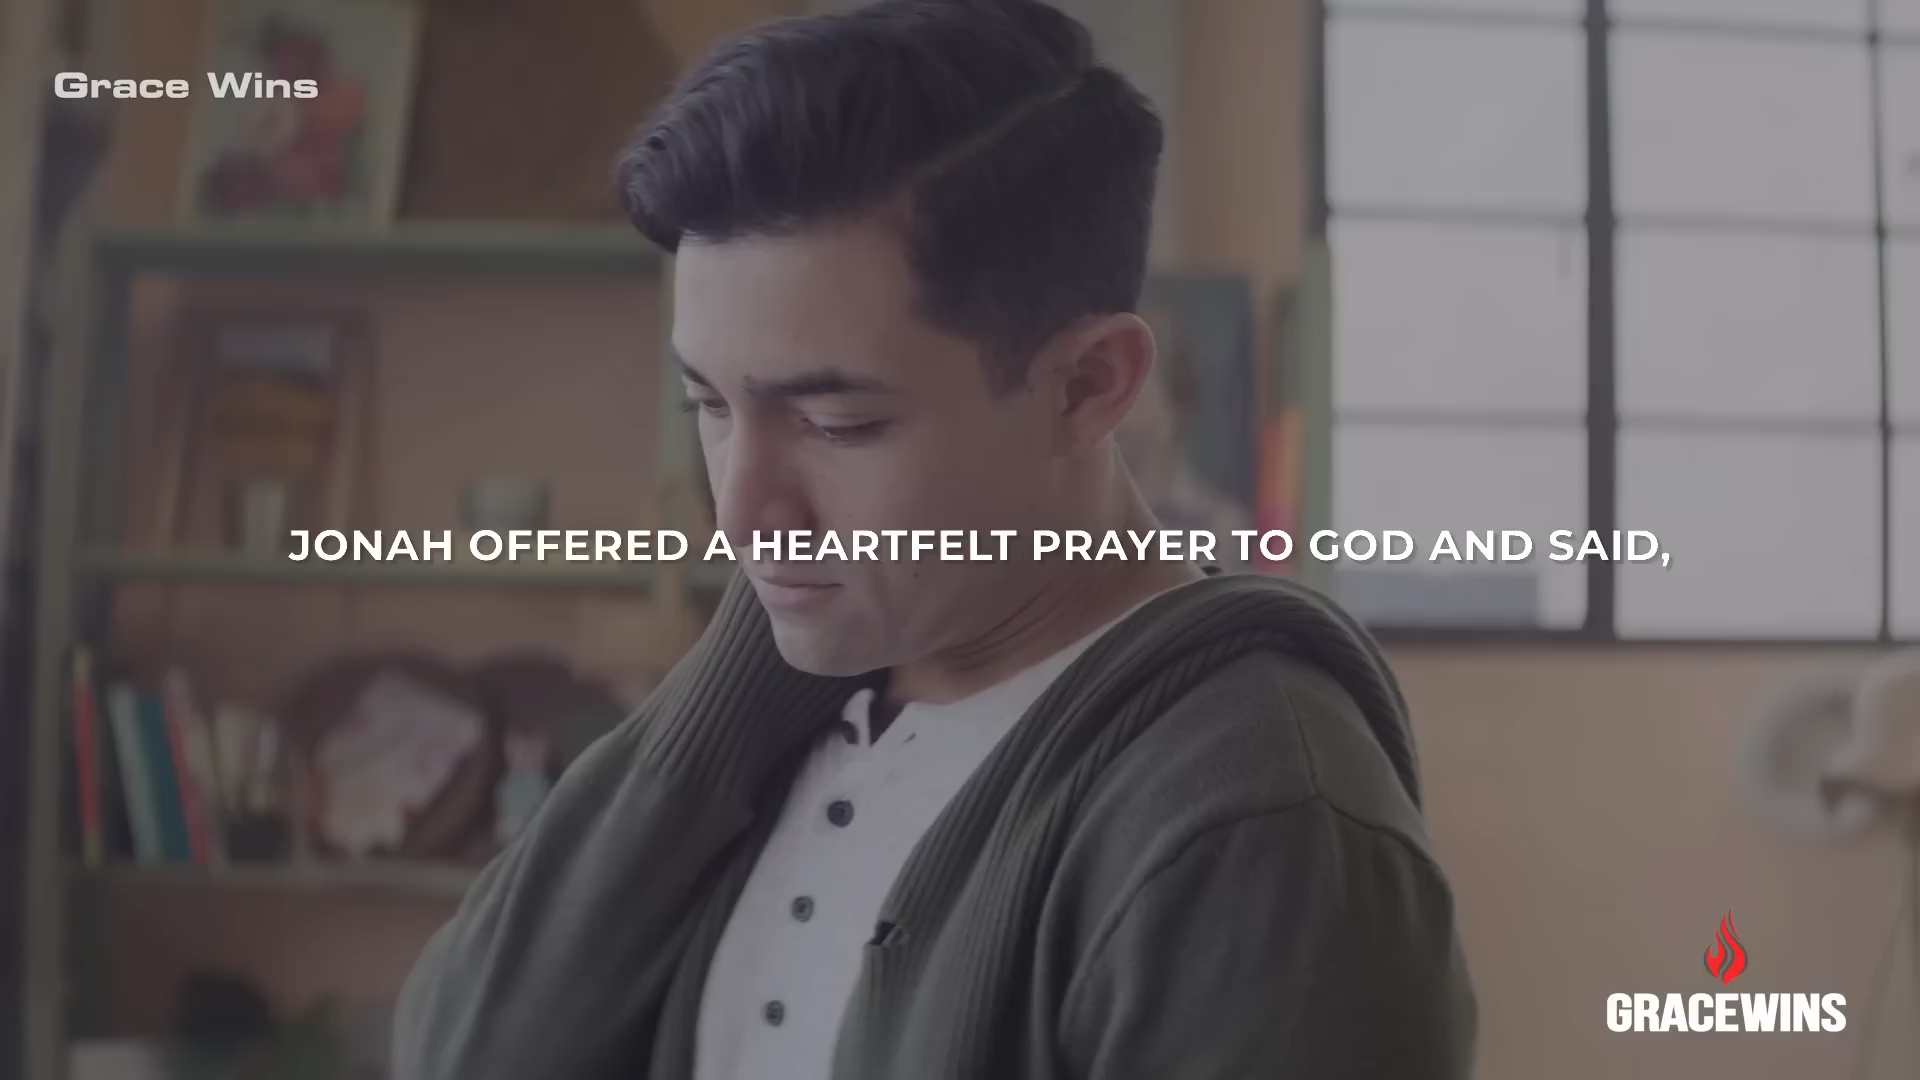 Grace Wins
JONAH OFFERED A HEARTFELT PRAYER TO GOD AND SAID,
GRACEWINS